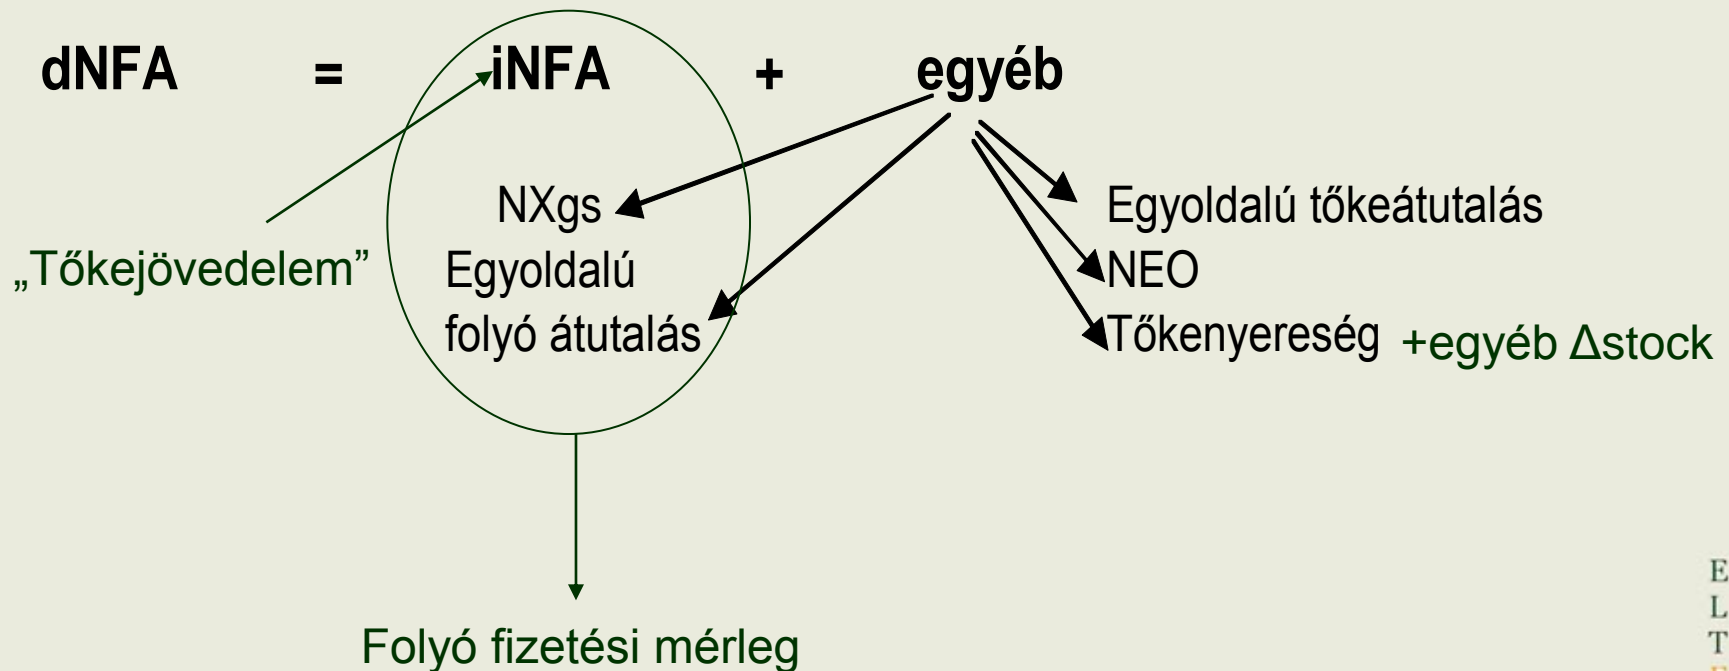 dNFA = iNFA + egyéb
NXgs
Egyoldalú
folyó átutalás
„Tőkejövedelem”
Egyoldalú tőkeátutalás
NEO
Tőkenyereség +egyéb Δstock
Folyó fizetési mérleg
E
L
T
E